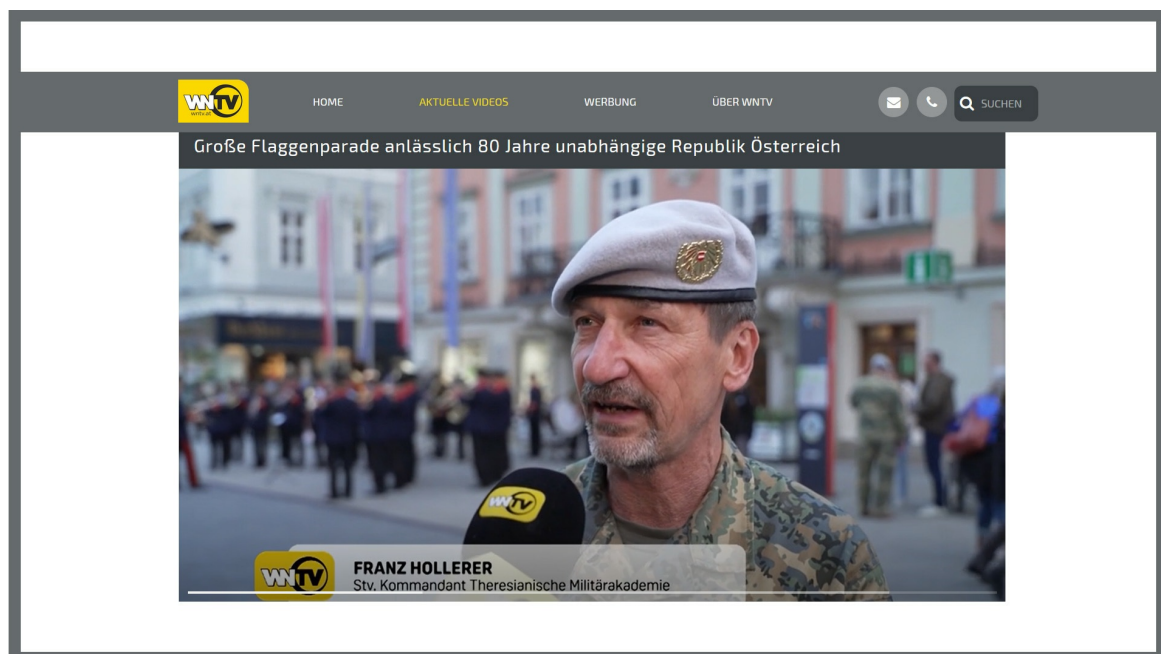 WNTV
wntv.at
HOME
AKTUELLE VIDEOS
WERBUNG
ÜBER WNTV
SUCHEN
Große Flaggenparade anlässlich 80 Jahre unabhängige Republik Österreich
WNTV
WNTV
FRANZ HOLLERER
Stv. Kommandant Theresianische Militärakademie